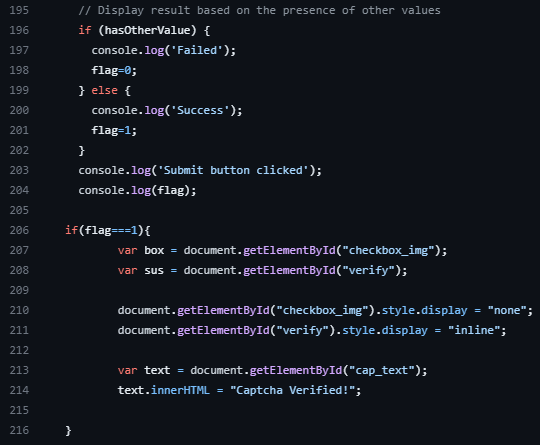 195 // Display result based on the presence of other values
196 if (hasOtherValue) {
197 console.log('Failed');
198 flag=0;
199 } else {
200 console.log('Success');
201 flag=1;
202 }
203 console.log('Submit button clicked');
204 console.log(flag);
205
206 if(flag===1){
207 var box = document.getElementById("checkbox_img");
208 var sus = document.getElementById("verify");
209
210 document.getElementById("checkbox_img").style.display = "none";
211 document.getElementById("verify").style.display = "inline";
212
213 var text = document.getElementById("cap_text");
214 text.innerHTML = "Captcha Verified!";
215
216 }